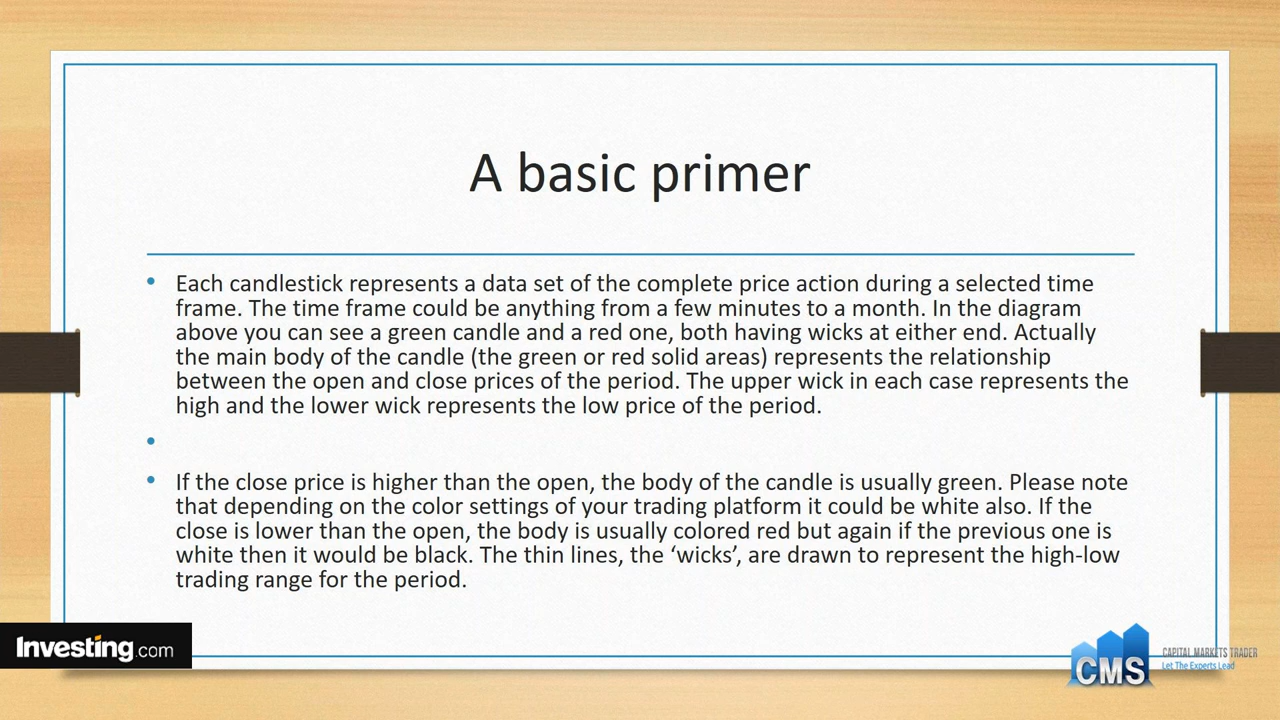 A basic primer
• Each candlestick represents a data set of the complete price action during a selected time
frame. The time frame could be anything from a few minutes to a month. In the diagram
above you can see a green candle and a red one, both having wicks at either end. Actually
the main body of the candle (the green or red solid areas) represents the relationship
between the open and close prices of the period. The upper wick in each case represents the
high and the lower wick represents the low price of the period.
•
• If the close price is higher than the open, the body of the candle is usually green. Please note
that depending on the color settings of your trading platform it could be white also. If the
close is lower than the open, the body is usually colored red but again if the previous one is
white then it would be black. The thin lines, the ‘wicks’, are drawn to represent the high-low
trading range for the period.
Investing.com
CMS
CAPITAL MARKETS TRADER
Let The Experts Lead